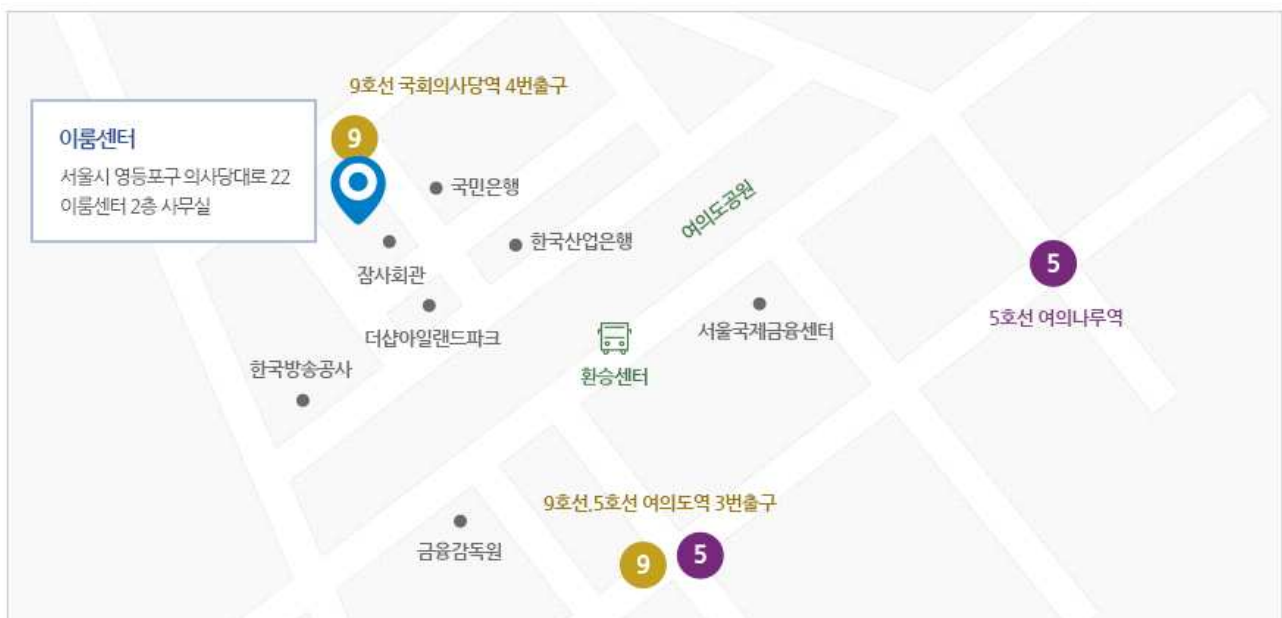 9호선 국회의사당역 4번출구
이룸센터
서울시 영등포구 의사당대로 22
이룸센터 2층 사무실
9
국민은행
한국산업은행
여의도공원
잠사회관
더샵아일랜드파크
서울국제금융센터
5
5호선 여의나루역
한국방송공사
환승센터
9호선.5호선 여의도역 3번출구
금융감독원
9
5